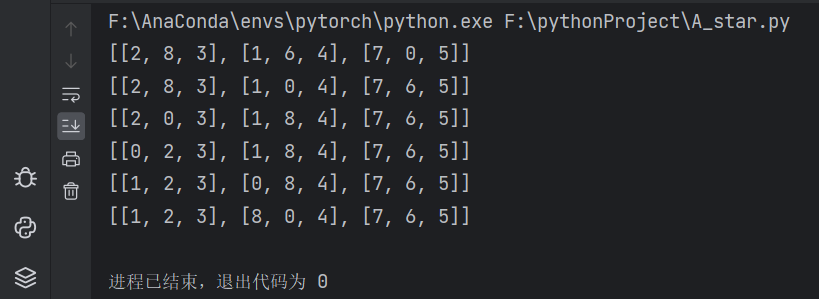 F:\AnaConda\envs\pytorch\python.exe F:\pythonProject\A_star.py
[[2, 8, 3], [1, 6, 4], [7, 0, 5]]
[[2, 8, 3], [1, 0, 4], [7, 6, 5]]
[[2, 0, 3], [1, 8, 4], [7, 6, 5]]
[[0, 2, 3], [1, 8, 4], [7, 6, 5]]
[[1, 2, 3], [0, 8, 4], [7, 6, 5]]
[[1, 2, 3], [8, 0, 4], [7, 6, 5]]
进程已结束，退出代码为 0